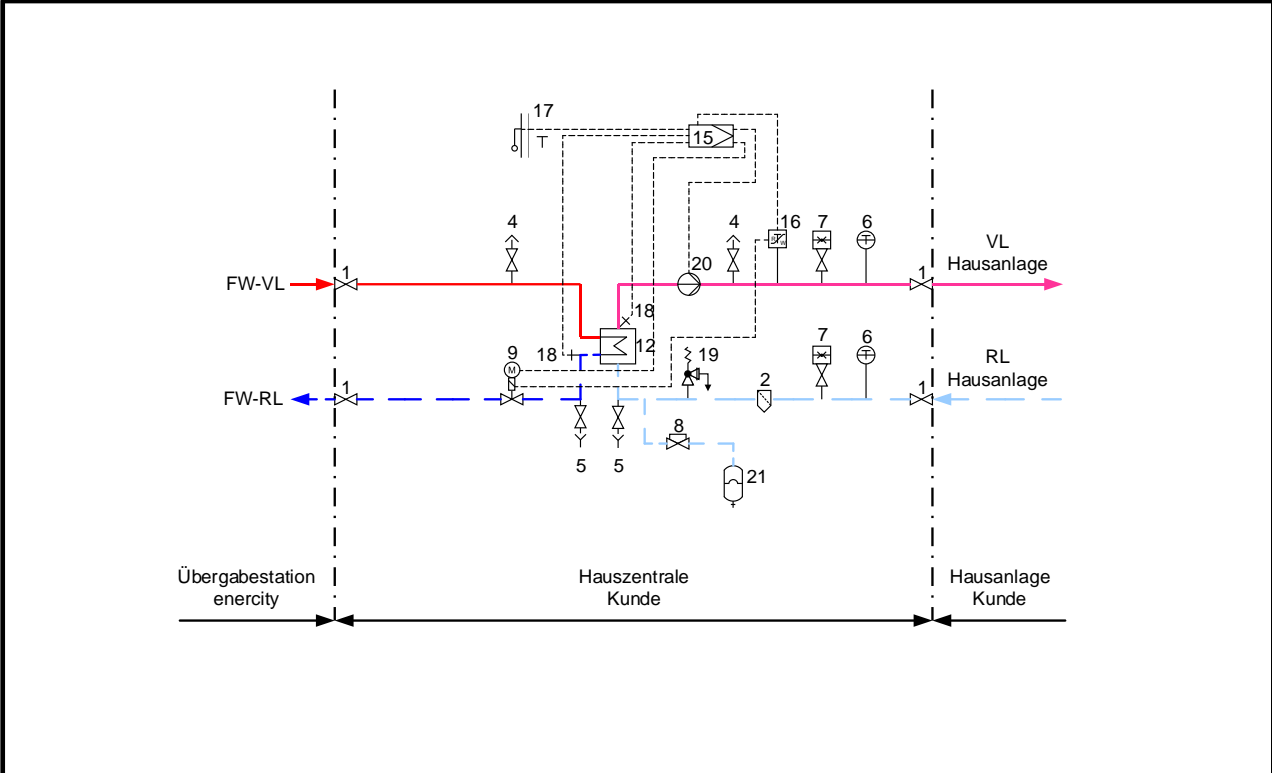 17
15
4
4
16
7
6
VL
Hausanlage
FW-VL
1
20
1
18
12
9
M
18
19
7
6
RL
Hausanlage
2
FW-RL
1
1
8
5
5
21
Übergabestation
enercity
Hauszentrale
Kunde
Hausanlage
Kunde